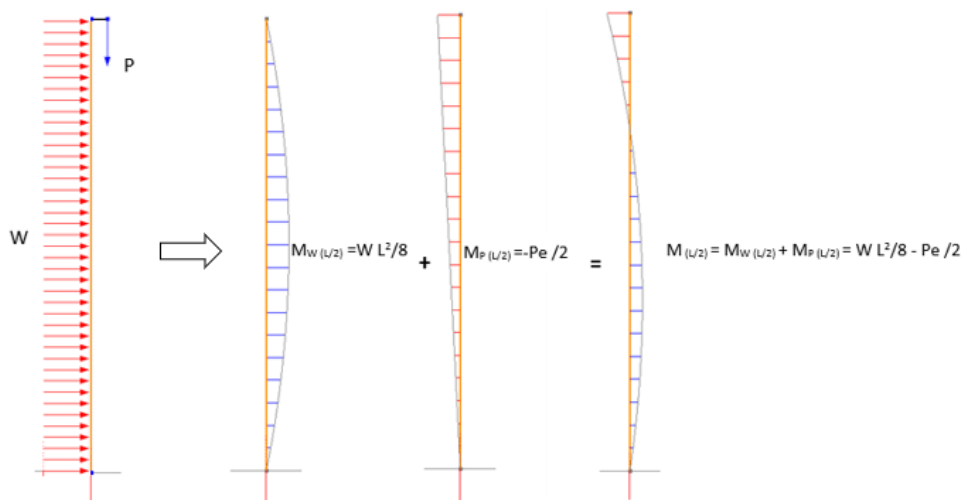 P
W
M W (L/2) =W L²/8
+
M P (L/2) =-Pe /2
=
M (L/2) = M W (L/2) + M P (L/2) = W L²/8 - Pe /2